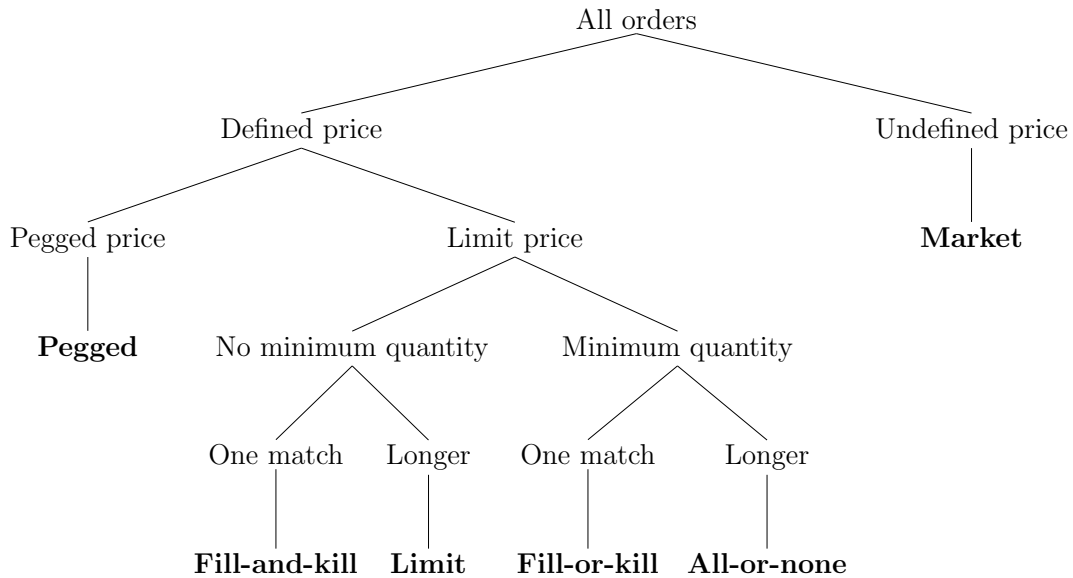 All orders
Defined price Undefined price
Pegged price Limit price Market
Pegged No minimum quantity Minimum quantity
One match Longer One match Longer
Fill-and-kill Limit Fill-or-kill All-or-none